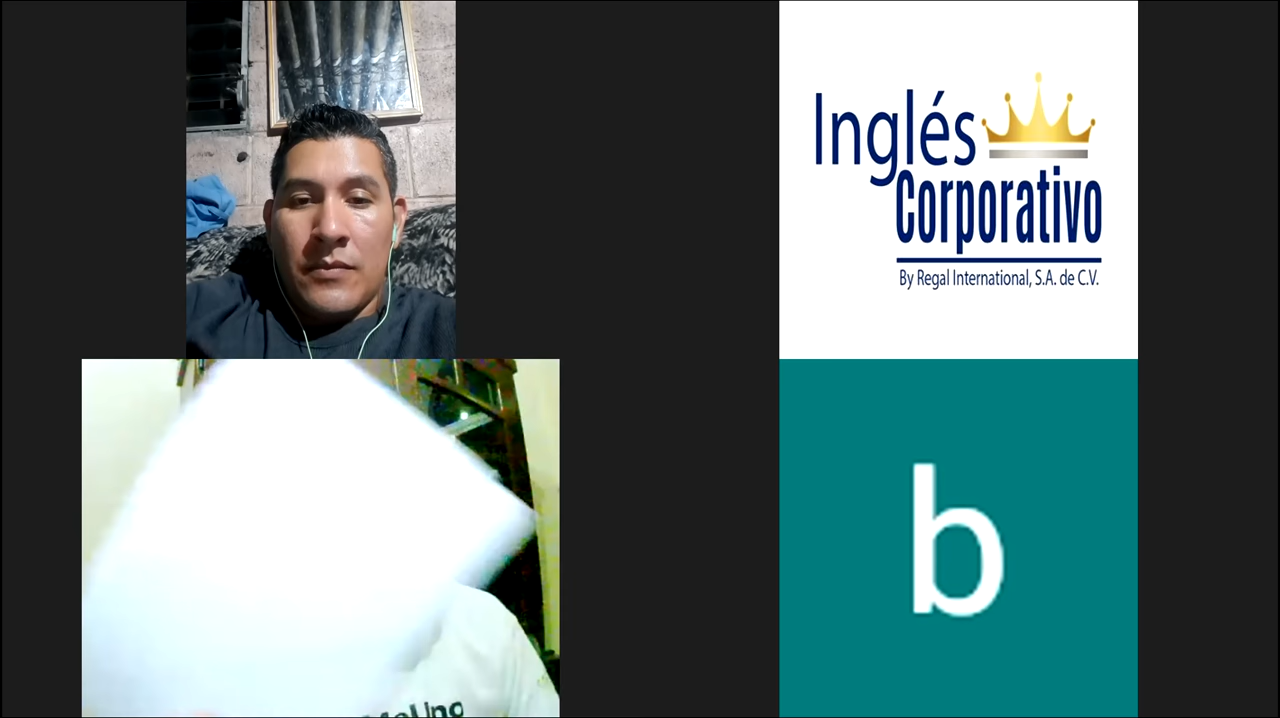 Inglés
Corporativo
By Regal International, S.A. de C.V.
b